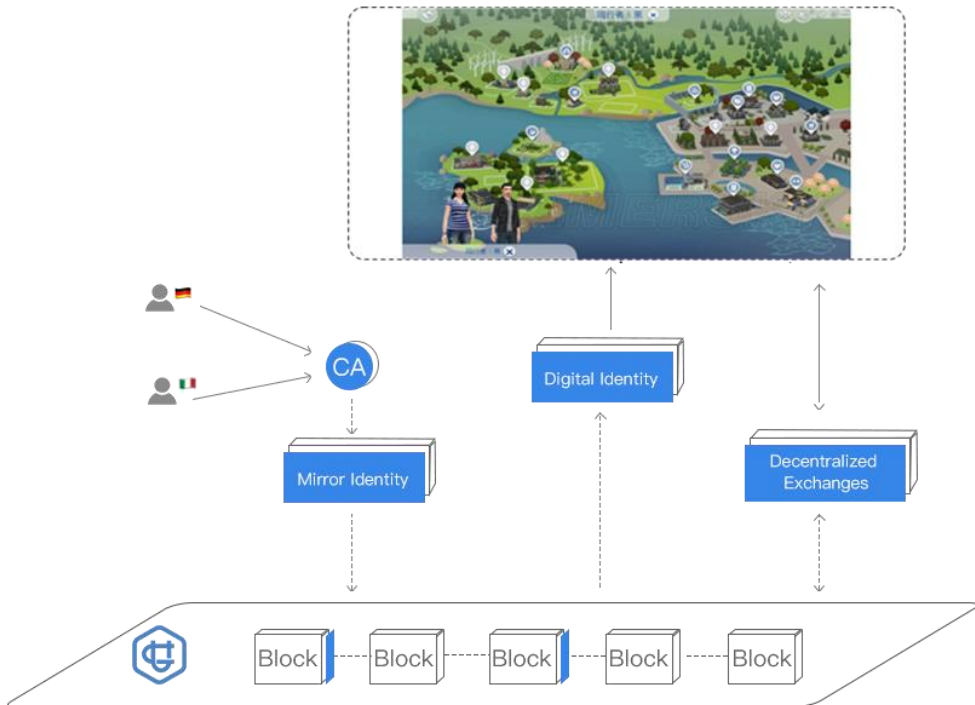 CA
Digital Identity
Mirror Identity
Decentralized
Exchanges
Block
Block
Block
Block
Block